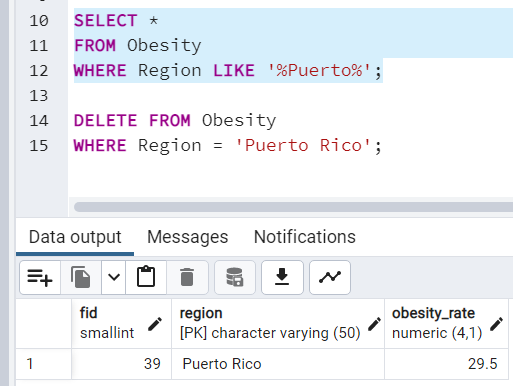 10 SELECT *
11 FROM Obesity
12 WHERE Region LIKE '%Puerto%';
13
14 DELETE FROM Obesity
15 WHERE Region = 'Puerto Rico';
Data output Messages Notifications
fid region obesity_rate
smallint [PK] character varying (50) numeric (4,1)
1 39 Puerto Rico 29.5